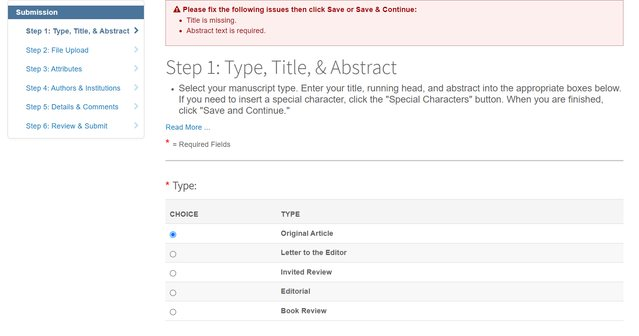 Submission
Step 1: Type, Title, & Abstract
Step 2: File Upload
Step 3: Attributes
Step 4: Authors & Institutions
Step 5: Details & Comments
Step 6: Review & Submit
Please fix the following issues then click Save or Save & Continue:
Title is missing.
Abstract text is required.
Step 1: Type, Title, & Abstract
Select your manuscript type. Enter your title, running head, and abstract into the appropriate boxes below.
If you need to insert a special character, click the "Special Characters" button. When you are finished,
click "Save and Continue."
Read More ...
* = Required Fields
* Type:
CHOICE TYPE
Original Article
Letter to the Editor
Invited Review
Editorial
Book Review